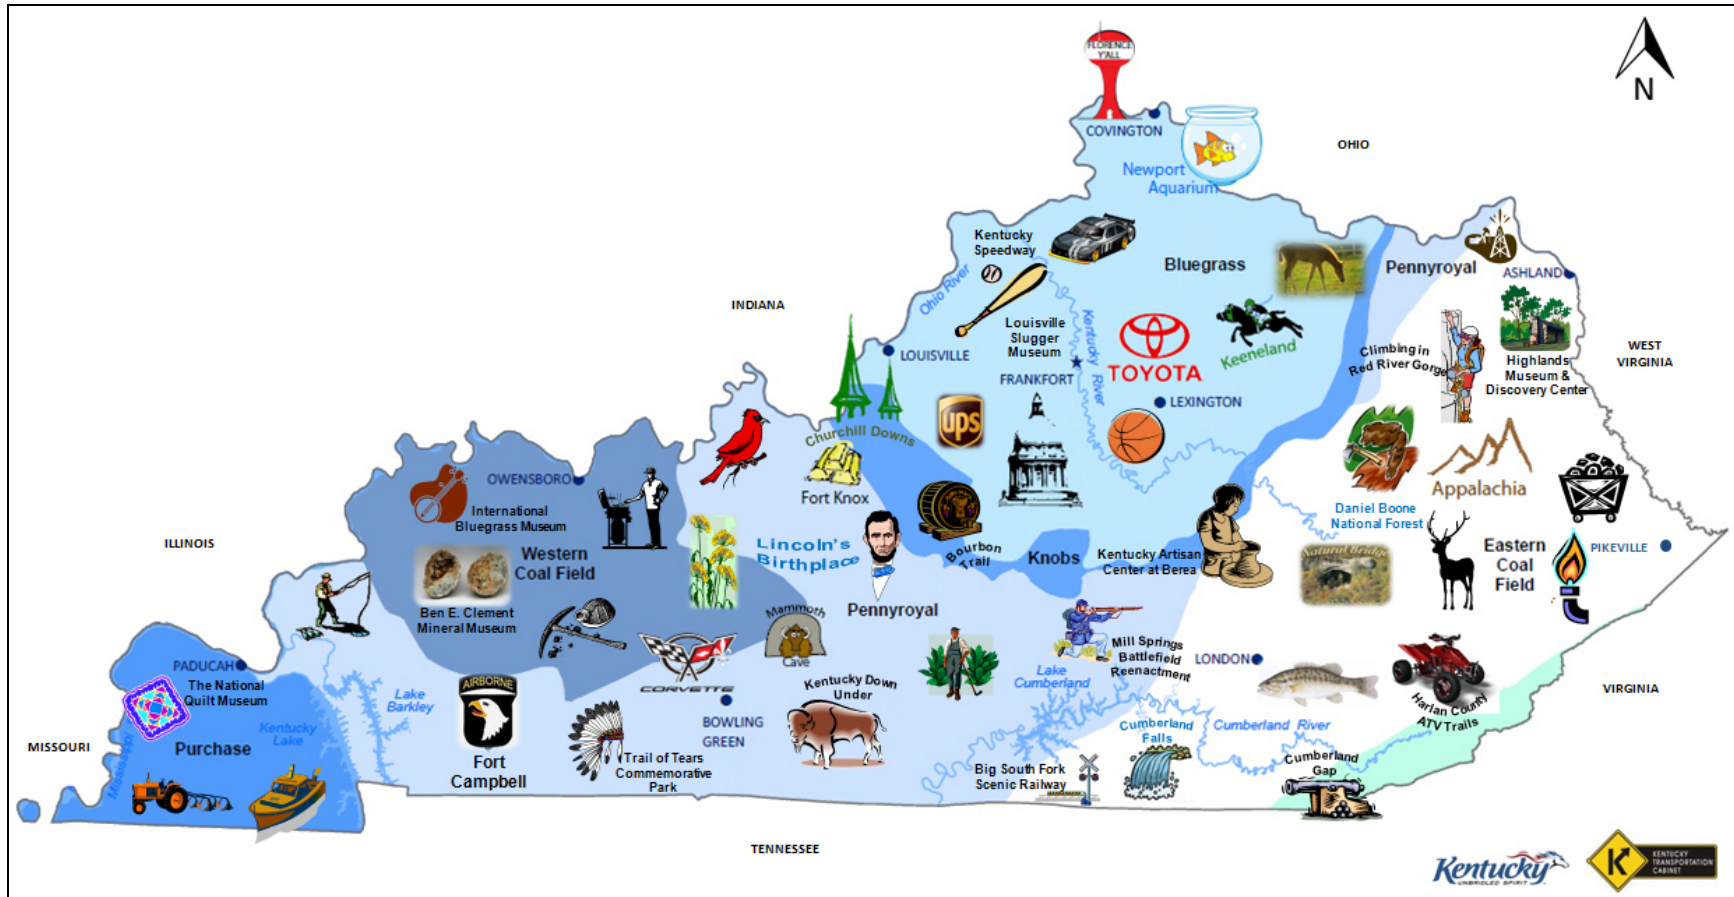 FLORENCE
Y'ALL
N
COVINGTON
OHIO
Newport
Aquarium
Kentucky
Speedway
Bluegrass
Pennyroyal
ASHLAND
Ohio River
INDIANA
Louisville
Slugger
Museum
Kentucky River
LOUISVILLE
FRANKFORT
TOYOTA
Keeneland
LEXINGTON
Climbing in
Red River Gorge
Highlands
Museum &
Discovery Center
WEST
VIRGINIA
Churchill Downs
ups
Fort Knox
Appalachia
Daniel Boone
National Forest
OWENSBORO
International
Bluegrass Museum
ILLINOIS
Western
Coal Field
Lincoln's
Birthplace
Bourbon
Trail
Knobs
Kentucky Artisan
Center at Berea
Natural Bridge
Eastern
Coal
Field
PIKEVILLE
Ben E. Clement
Mineral Museum
Mammoth
Cave
Pennyroyal
Mill Springs
Battlefield
Reenactment
LONDON
Lake
Cumberland
PADUCAH
The National
Quilt Museum
Lake
Barkley
AIRBORNE
CORVETTE
Kentucky Down
Under
Harlan County
ATV Trails
VIRGINIA
BOWLING
GREEN
Cumberland
Falls
Cumberland River
MISSOURI
Purchase
Kentucky
Lake
Mississippi
Fort
Campbell
Trail of Tears
Commemorative
Park
Big South Fork
Scenic Railway
Cumberland
Gap
TENNESSEE
Kentucky
UNBRIDLED SPIRIT
K
KENTUCKY
TRANSPORTATION
CABINET